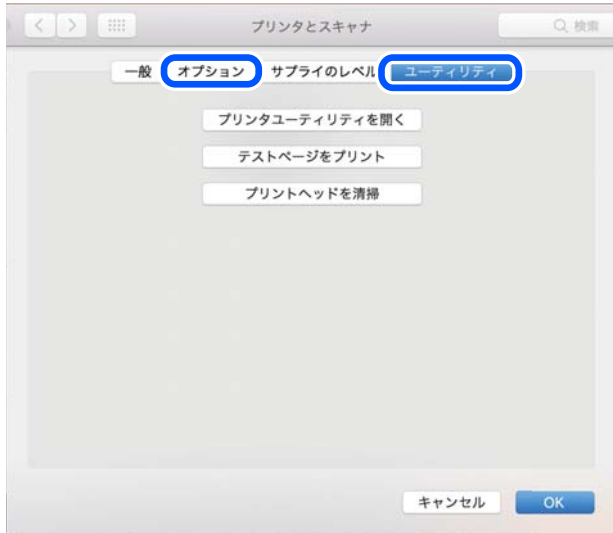 プリンタとスキャナ
検索
一般 オプション サプライのレベル ユーティリティ
プリンタユーティリティを開く
テストページをプリント
プリントヘッドを清掃
キャンセル OK